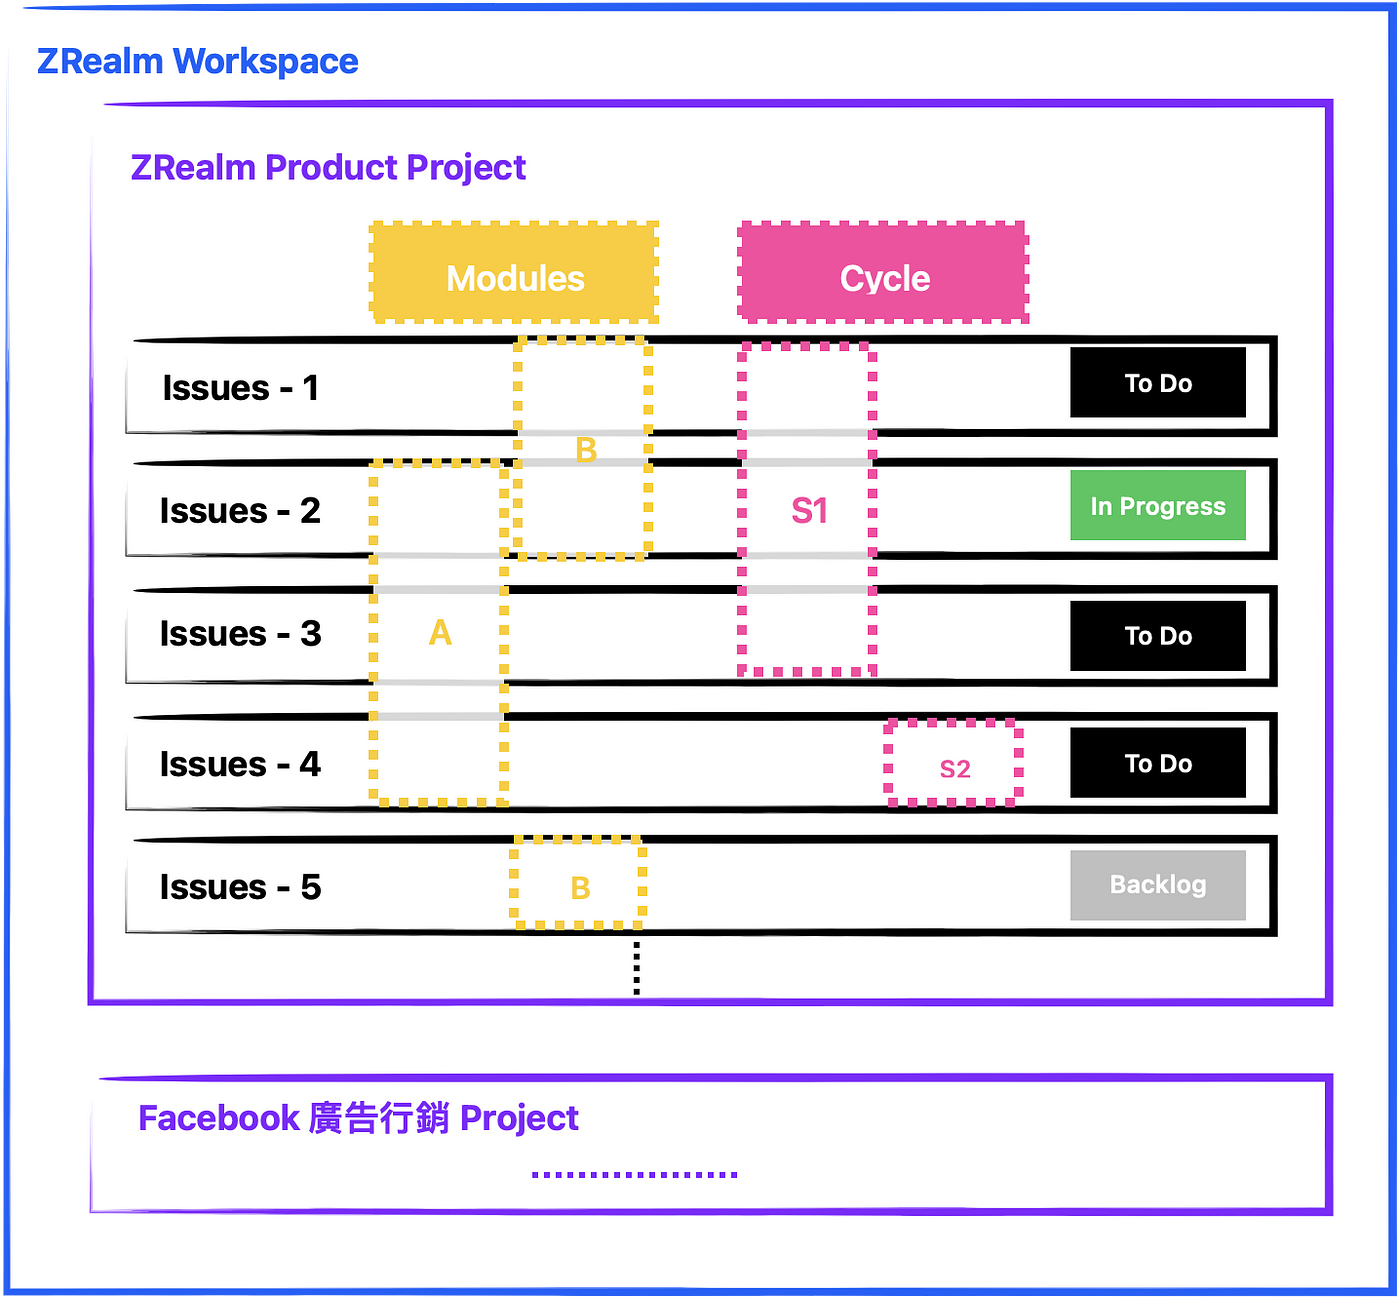 ZRealm Workspace
ZRealm Product Project
Modules
Cycle
Issues - 1
To Do
B
Issues - 2
S1
In Progress
Issues - 3
A
To Do
Issues - 4
S2
To Do
Issues - 5
B
Backlog
Facebook 廣告行銷 Project